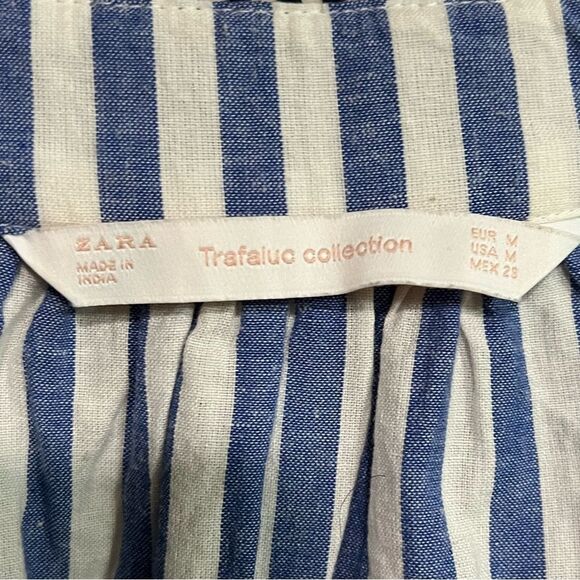 ZARA
MADE IN
INDIA
Trafaluc collection
EUR M
USA M
MEX 28